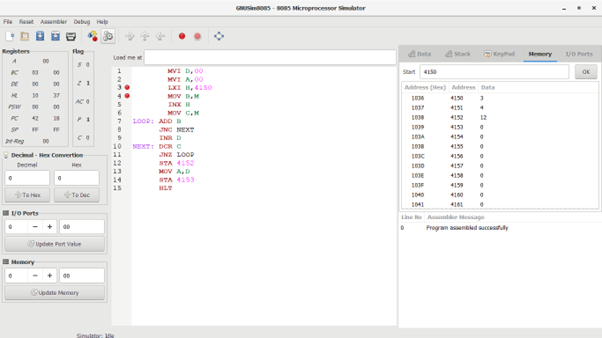 GNUSim8085 - 8085 Microprocessor Simulator
File Reset Assembler Debug Help
Registers Flag
A 00
BC 03 00
DE 00 00
HL 10 37
PSW 00 00
PC 42 18
SP FF FF
Int-Reg 00
S 0
Z 1
AC 0
P 1
C 0
Decimal - Hex Convertion
Decimal Hex
0 0
To Hex To Dec
I/O Ports
0 − + 00
Update Port Value
Memory
0 − + 00
Update Memory
Load me at
1 MVI D,00
2 MVI A,00
3 LXI H,4150
4 MOV B,M
5 INX H
6 MOV C,M
7 LOOP: ADD B
8 JNC NEXT
9 INR D
10 NEXT: DCR C
11 JNZ LOOP
12 STA 4152
13 MOV A,D
14 STA 4153
15 HLT
Data Stack KeyPad Memory I/O Ports
Start 4150 OK
Address (Hex) Address Data
1036 4150 3
1037 4151 4
1038 4152 12
1039 4153 0
103A 4154 0
103B 4155 0
103C 4156 0
103D 4157 0
103E 4158 0
103F 4159 0
1040 4160 0
1041 4161 0
Line No Assembler Message
0 Program assembled successfully
Simulator: Idle